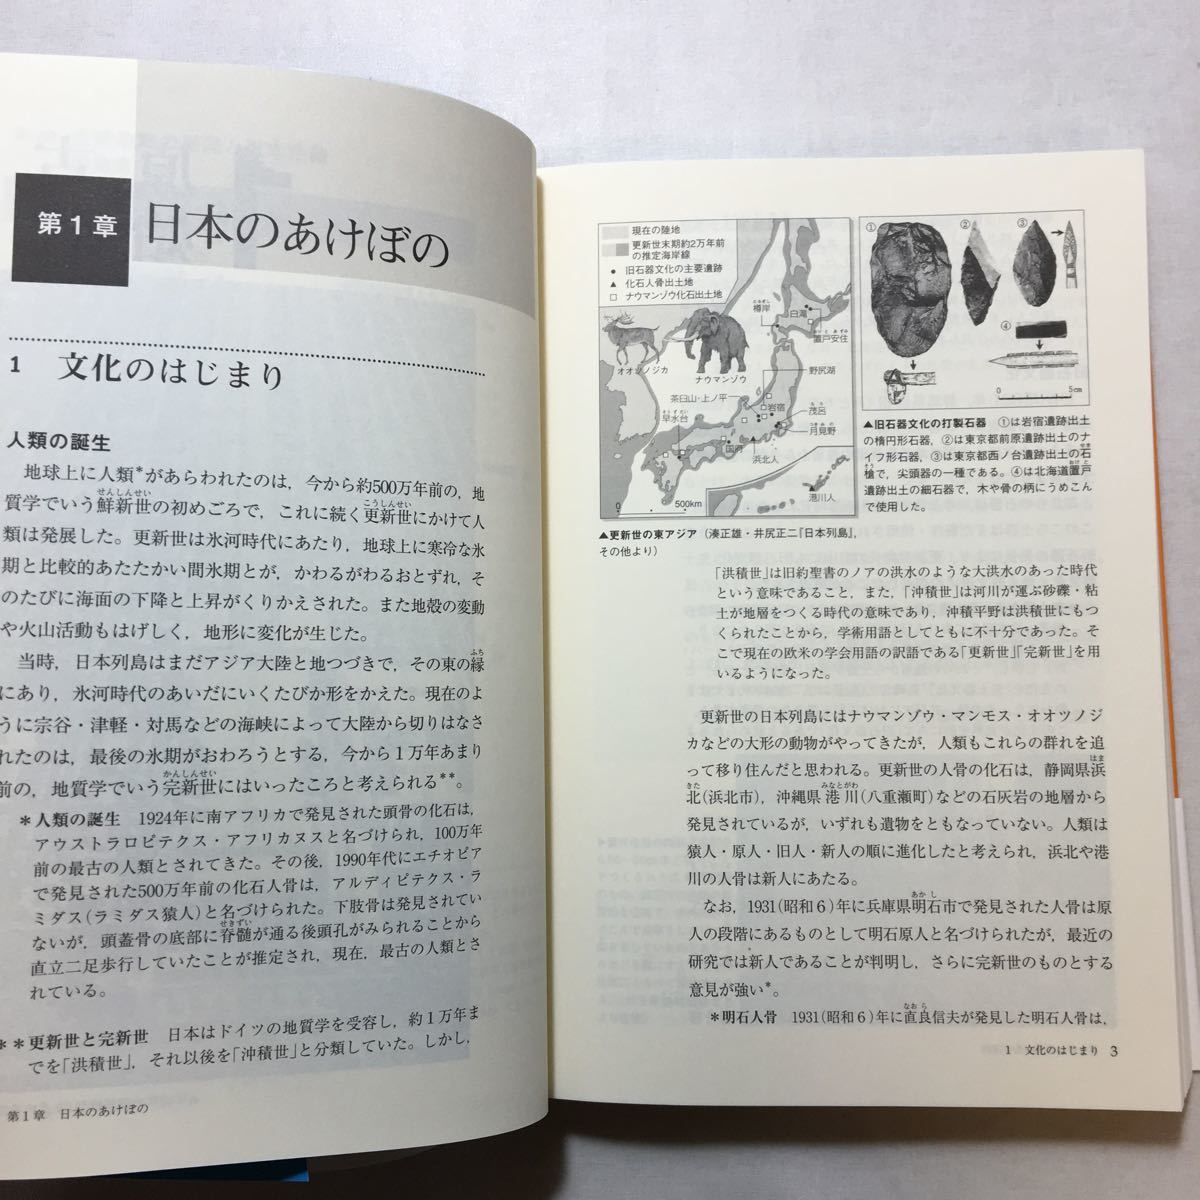 第1章 日本のあけぼの
1 文化のはじまり
人類の誕生
地球上に人類*があらわれたのは, 今から約500万年前の, 地
質学でいう鮮新世の初めごろで, これに続く更新世にかけて人
類は発展した。更新世は氷河時代にあたり, 地球上に寒冷な氷
期と比較的あたたかい間氷期とが, かわるがわるおとずれ, そ
のたびに海面の下降と上昇がくりかえされた。また地殻の変動
や火山活動もはげしく, 地形に変化が生じた。
当時, 日本列島はまだアジア大陸と地つづきで, その東の縁
にあり, 氷河時代のあいだにいくたびか形をかえた。現在のよ
うに宗谷・津軽・対馬などの海峡によって大陸から切りはなさ
れたのは, 最後の氷期がおわろうとする, 今から1万年あまり
前の, 地質学でいう完新世にはいったころと考えられる**。
*人類の誕生 1924年に南アフリカで発見された頭骨の化石は,
アウストラロピテクス・アフリカヌスと名づけられ, 100万年
前の最古の人類とされてきた。その後, 1990年代にエチオピア
で発見された500万年前の化石人骨は, アルディピテクス・ラ
ミダス(ラミダス猿人)と名づけられた。下肢骨は発見されてい
ないが, 頭蓋骨の底部に脊髄が通る後頭孔がみられることから
直立二足歩行していたことが推定され, 現在, 最古の人類とさ
れている。
**更新世と完新世 日本はドイツの地質学を受容し, 約1万年ま
でを「洪積世」, それ以後を「沖積世」と分類していた。しかし,
第1章 日本のあけぼの
現在の陸地
更新世末期約2万年前
の推定海岸線
旧石器文化の主要遺跡
化石人骨出土地
ナウマンゾウ化石出土地
樽岸
白滝
置戸安住
オオツノジカ
ナウマンゾウ
野尻湖
茶臼山・上ノ平
岩宿
茂呂
早水台
月見野
国府
浜北人
港川人
0 500km
▲更新世の東アジア(湊正雄・井尻正二『日本列島』,
その他より)
① ② ③ ④
0 5cm
▲旧石器文化の打製石器 ①は岩宿遺跡出土
の楕円形石器, ②は東京都前原遺跡出土のナ
イフ形石器, ③は東京都西ノ台遺跡出土の石
槍で, 尖頭器の一種である。④は北海道置戸
遺跡出土の細石器で, 木や骨の柄にうめこん
で使用した。
「洪積世」は旧約聖書のノアの洪水のような大洪水のあった時代
という意味であること, また, 「沖積世」は河川が運ぶ砂礫・粘
土が地層をつくる時代の意味であり, 沖積平野は洪積世にもつ
くられたことから, 学術用語としてともに不十分であった。そ
こで現在の欧米の学会用語の訳語である「更新世」「完新世」を用
いるようになった。
更新世の日本列島にはナウマンゾウ・マンモス・オオツノジ
カなどの大形の動物がやってきたが, 人類もこれらの群れを追
って移り住んだと思われる。更新世の人骨の化石は, 静岡県浜
北(浜北市), 沖縄県港川(八重瀬町)などの石灰岩の地層から
発見されているが, いずれも遺物をともなっていない。人類は
猿人・原人・旧人・新人の順に進化したと考えられ, 浜北や港
川の人骨は新人にあたる。
なお, 1931(昭和6)年に兵庫県明石市で発見された人骨は原
人の段階にあるものとして明石原人と名づけられたが, 最近の
研究では新人であることが判明し, さらに完新世のものとする
意見が強い*。
*明石人骨 1931(昭和6)年に直良信夫が発見した明石人骨は,
1 文化のはじまり 3